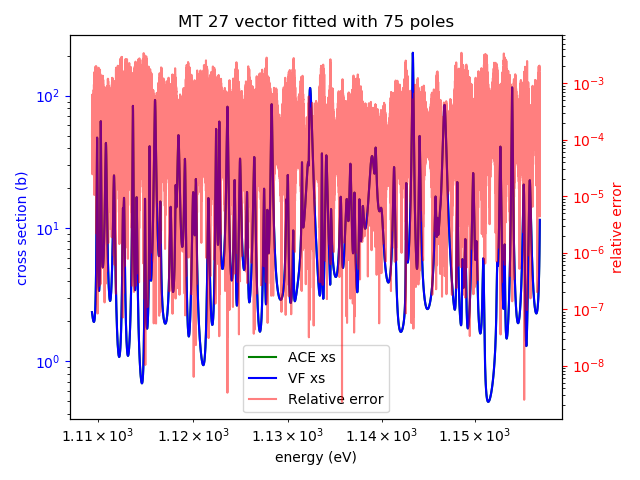 MT 27 vector fitted with 75 poles
cross section (b)
10²
10¹
10⁰
relative error
10⁻³
10⁻⁴
10⁻⁵
10⁻⁶
10⁻⁷
10⁻⁸
ACE xs
VF xs
Relative error
1.11 × 10³ 1.12 × 10³ 1.13 × 10³ 1.14 × 10³ 1.15 × 10³
energy (eV)